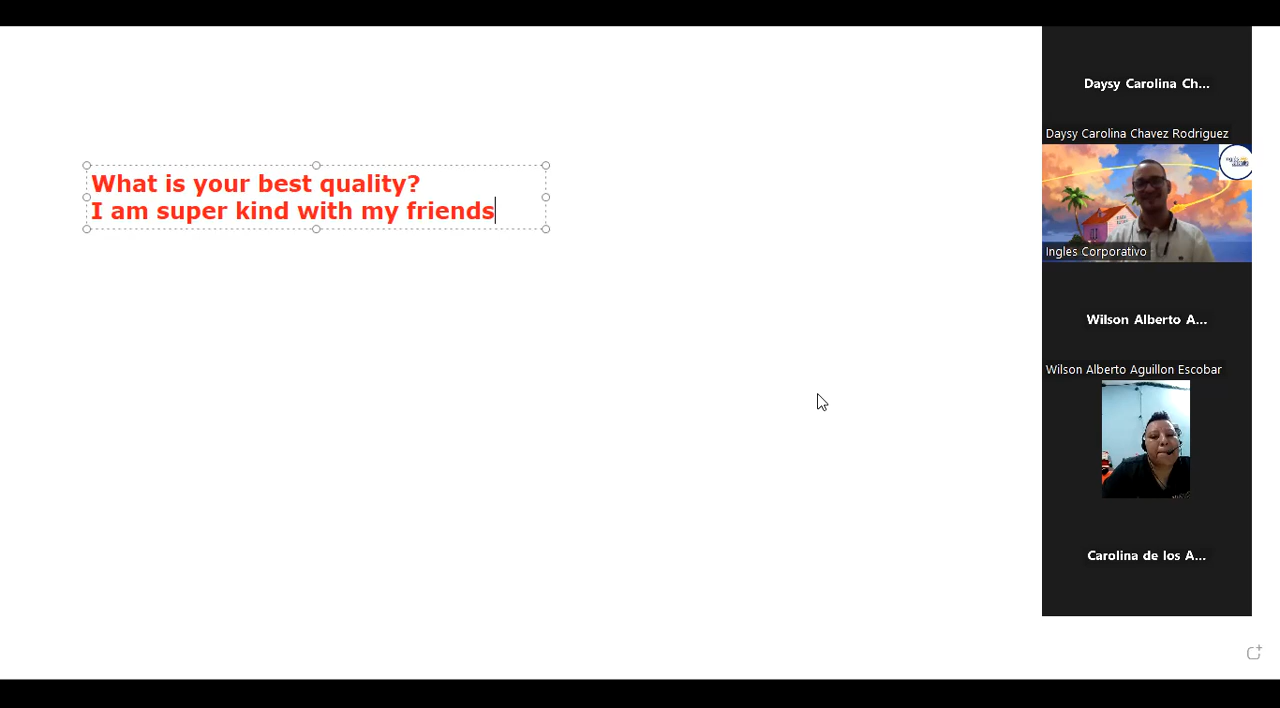 What is your best quality?
I am super kind with my friends
Daysy Carolina Ch...
Daysy Carolina Chavez Rodriguez
Ingles Corporativo
Wilson Alberto A...
Wilson Alberto Aguillon Escobar
Carolina de los A...